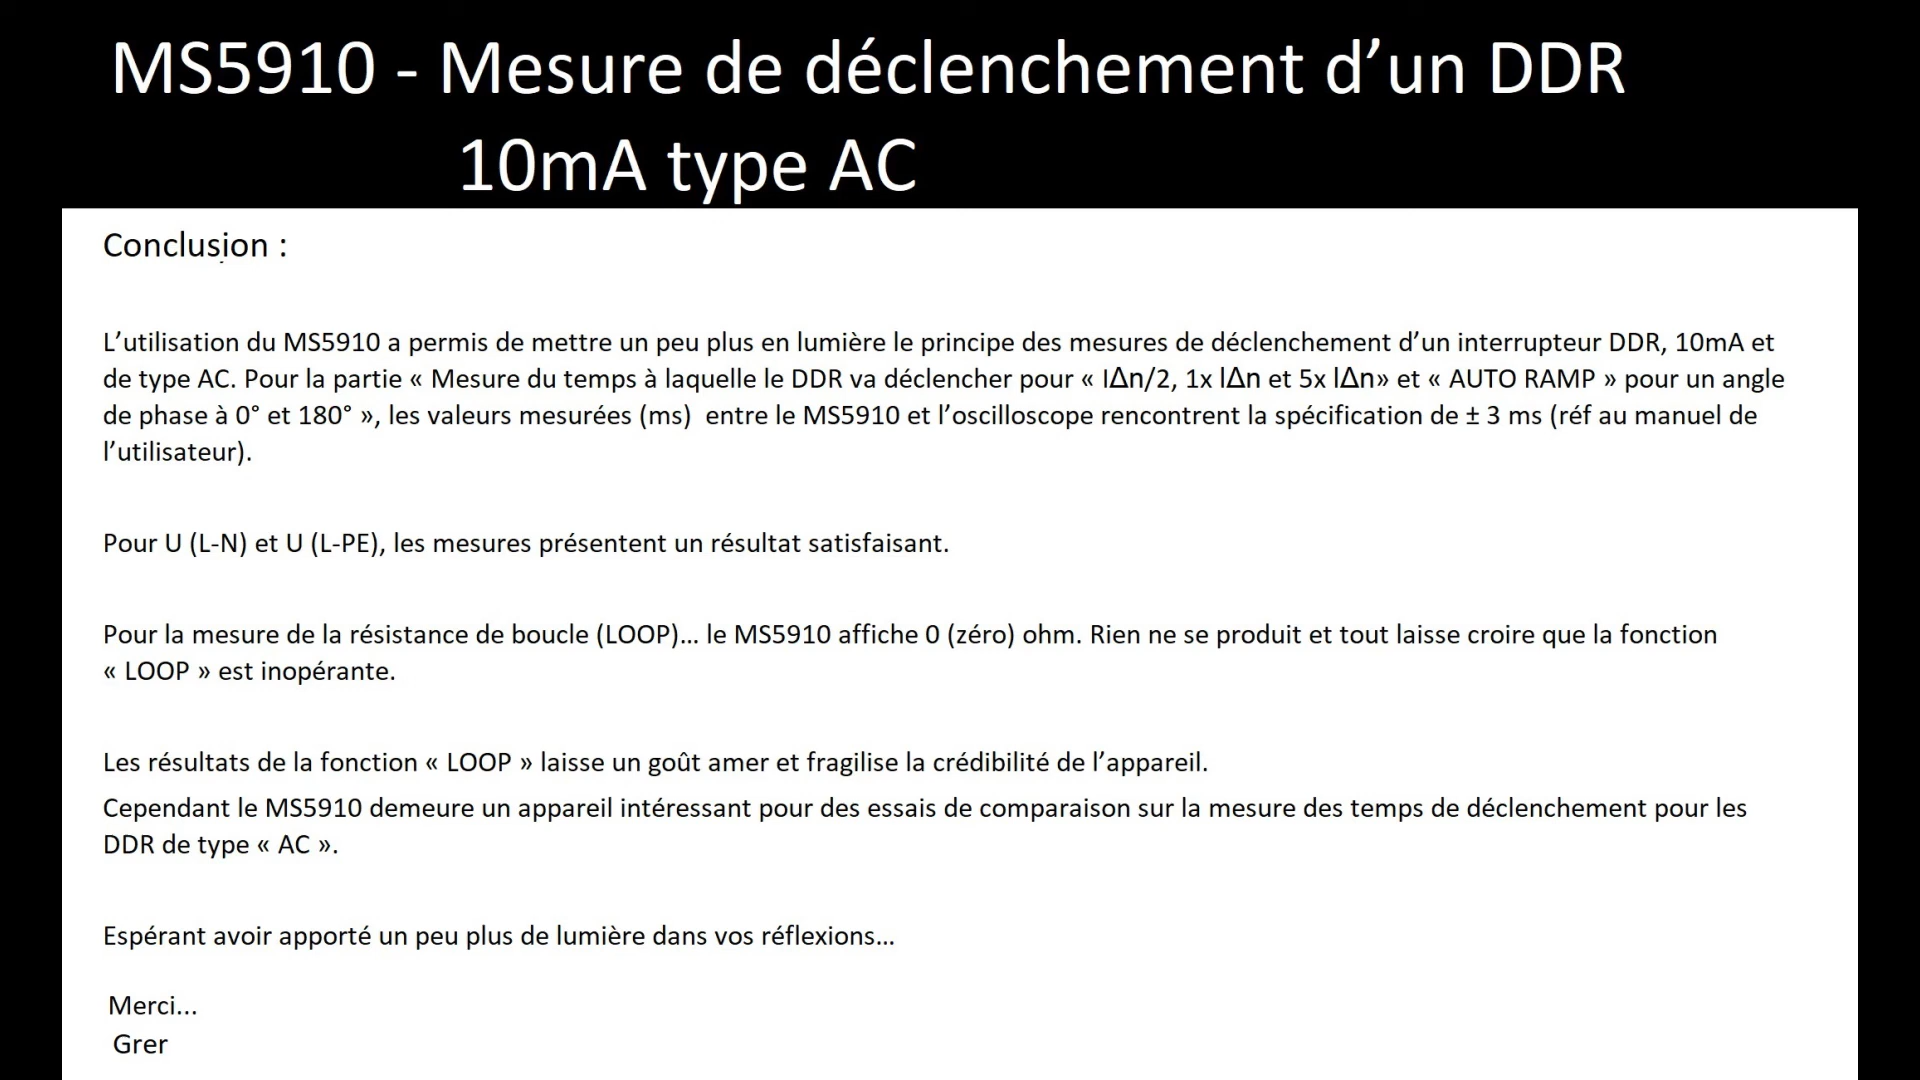 MS5910 - Mesure de déclenchement d’un DDR
10mA type AC
Conclusion :
L’utilisation du MS5910 a permis de mettre un peu plus en lumière le principe des mesures de déclenchement d’un interrupteur DDR, 10mA et
de type AC. Pour la partie « Mesure du temps à laquelle le DDR va déclencher pour « IΔn/2, 1x IΔn et 5x IΔn» et « AUTO RAMP » pour un angle
de phase à 0° et 180° », les valeurs mesurées (ms)  entre le MS5910 et l’oscilloscope rencontrent la spécification de ± 3 ms (réf au manuel de
l’utilisateur).
Pour U (L-N) et U (L-PE), les mesures présentent un résultat satisfaisant.
Pour la mesure de la résistance de boucle (LOOP)… le MS5910 affiche 0 (zéro) ohm. Rien ne se produit et tout laisse croire que la fonction
« LOOP » est inopérante.
Les résultats de la fonction « LOOP » laisse un goût amer et fragilise la crédibilité de l’appareil.
Cependant le MS5910 demeure un appareil intéressant pour des essais de comparaison sur la mesure des temps de déclenchement pour les
DDR de type « AC ».
Espérant avoir apporté un peu plus de lumière dans vos réflexions…
Merci...
Grer